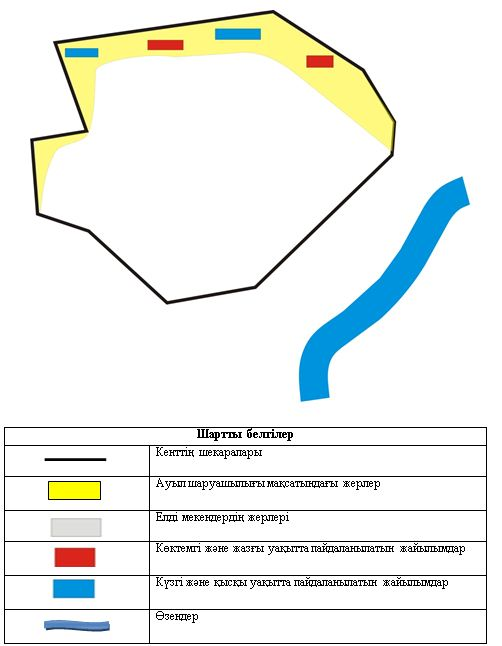 Шартты белгілер
Кенттің шекаралары
Ауыл шаруашылығы мақсатындағы жерлер
Елді мекендердің жерлері
Көктемгі және жазғы уақытта пайдаланылатын жайылымдар
Күзгі және қысқы уақытта пайдаланылатын жайылымдар
Өзендер